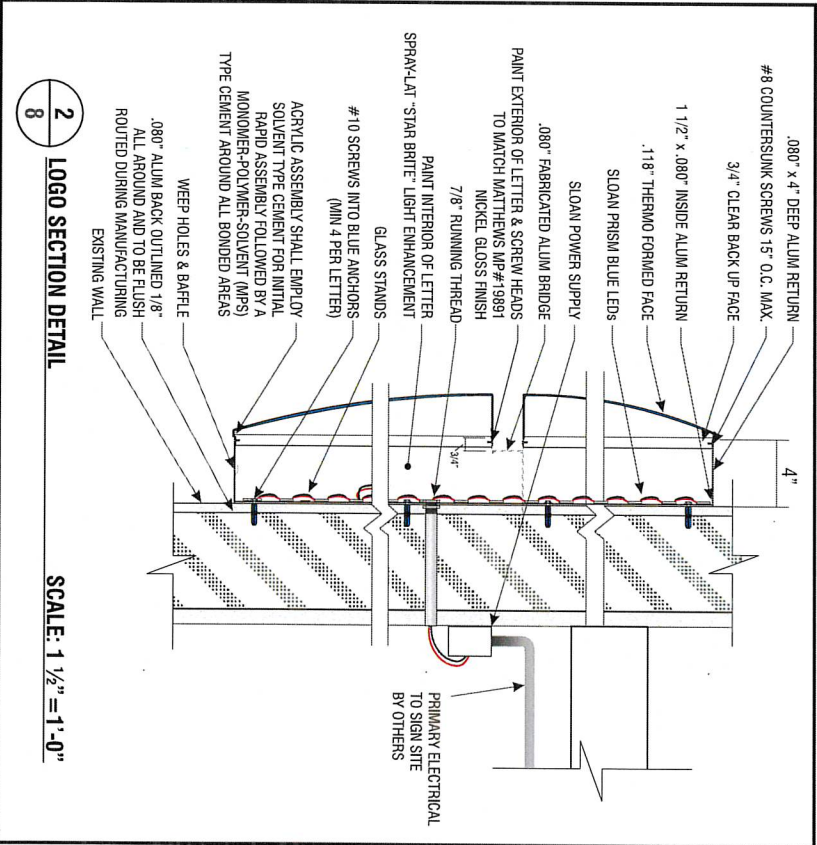 .080" x 4" DEEP ALUM RETURN
#8 COUNTERSUNK SCREWS 15" O.C. MAX.
3/4" CLEAR BACK UP FACE
1 1/2" x .080" INSIDE ALUM RETURN
.118" THERMO FORMED FACE
SLOAN PRISM BLUE LEDs
SLOAN POWER SUPPLY
.080" FABRICATED ALUM BRIDGE
PAINT EXTERIOR OF LETTER & SCREW HEADS
TO MATCH MATTHEWS MP#19891
NICKEL GLOSS FINISH
7/8" RUNNING THREAD
PAINT INTERIOR OF LETTER
SPRAY-LAT "STAR BRITE" LIGHT ENHANCEMENT
GLASS STANDS
#10 SCREWS INTO BLUE ANCHORS
(MIN 4 PER LETTER)
ACRYLIC ASSEMBLY SHALL EMPLOY
SOLVENT TYPE CEMENT FOR INITIAL
RAPID ASSEMBLY FOLLOWED BY A
MONOMER-POLYMER-SOLVENT (MPS)
TYPE CEMENT AROUND ALL BONDED AREAS
WEEP HOLES & BAFFLE
.080" ALUM BACK OUTLINED 1/8"
ALL AROUND AND TO BE FLUSH
ROUTED DURING MANUFACTURING
EXISTING WALL
4"
3/4"
PRIMARY ELECTRICAL
TO SIGN SITE
BY OTHERS
2
8
LOGO SECTION DETAIL
SCALE: 1 ½" = 1'-0"